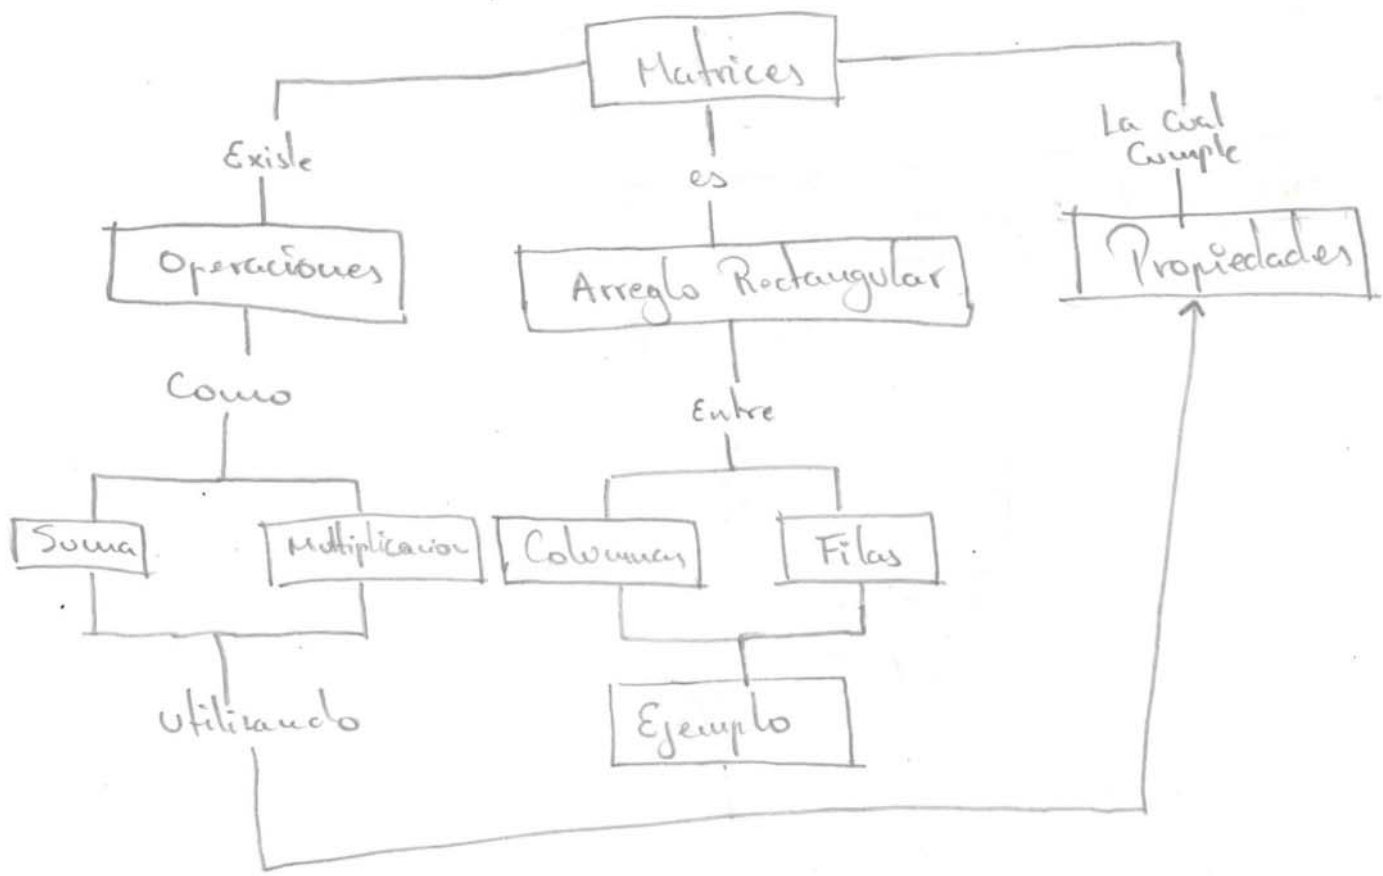 Matrices
Existe
es
La cual
Cumple
Operaciones
Arreglo Rectangular
Propiedades
Como
Entre
Suma
Multiplicacion
Columnas
Filas
Utilizando
Ejemplo